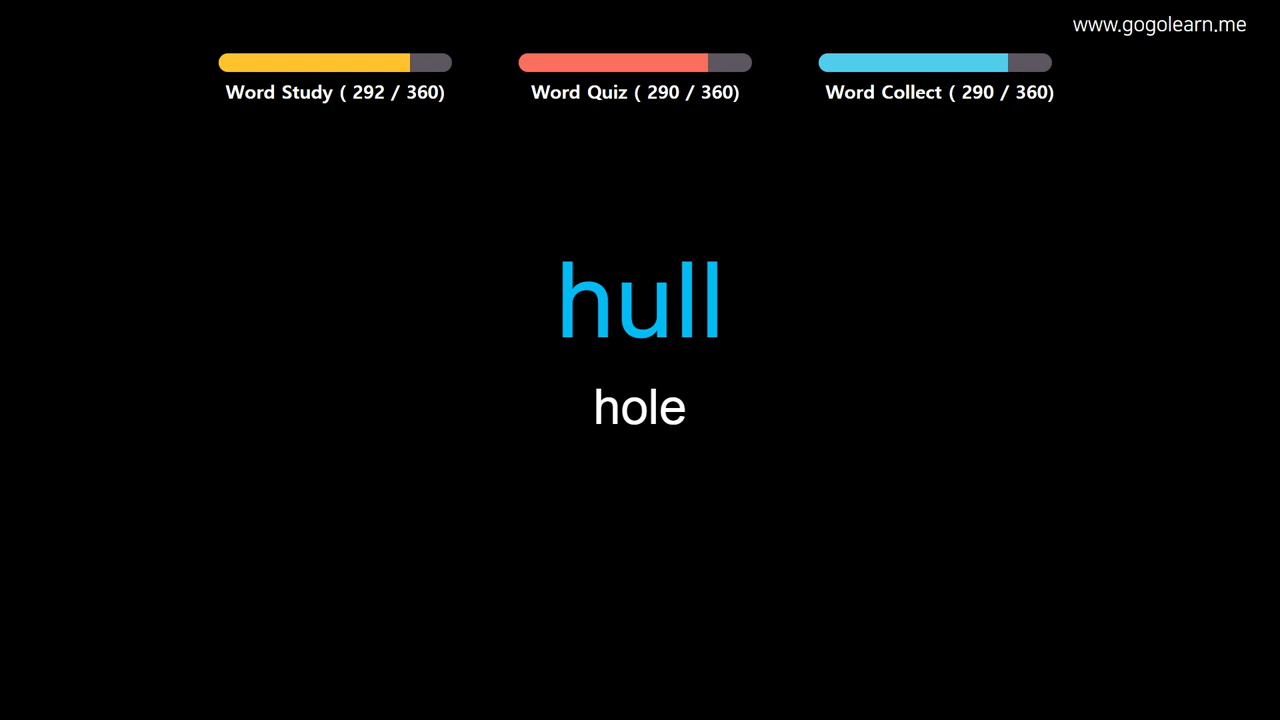 www.gogolearn.me
Word Study ( 292 / 360)
Word Quiz ( 290 / 360)
Word Collect ( 290 / 360)
hull
hole